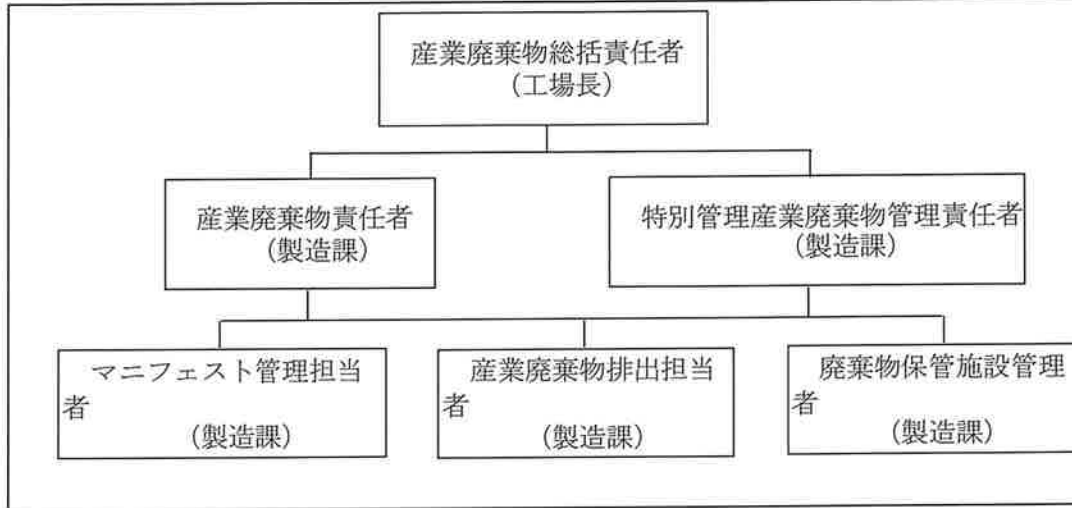 産業廃棄物総括責任者
（工場長）
産業廃棄物責任者
（製造課）
特別管理産業廃棄物管理責任者
（製造課）
マニフェスト管理担当
者
（製造課）
産業廃棄物排出担当
者
（製造課）
廃棄物保管施設管理
者
（製造課）